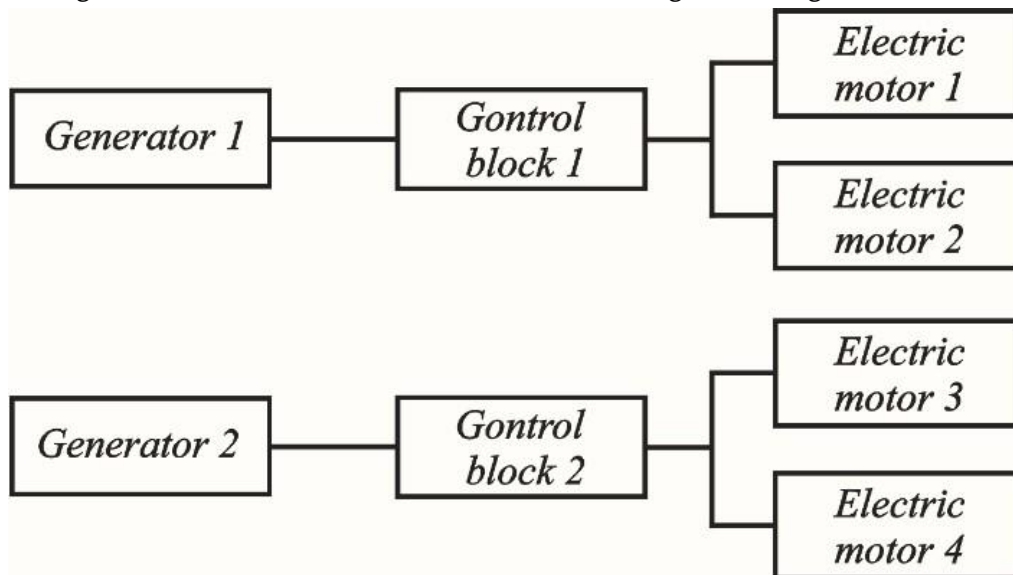 Generator 1
Gontrol
block 1
Electric
motor 1
Electric
motor 2
Generator 2
Gontrol
block 2
Electric
motor 3
Electric
motor 4